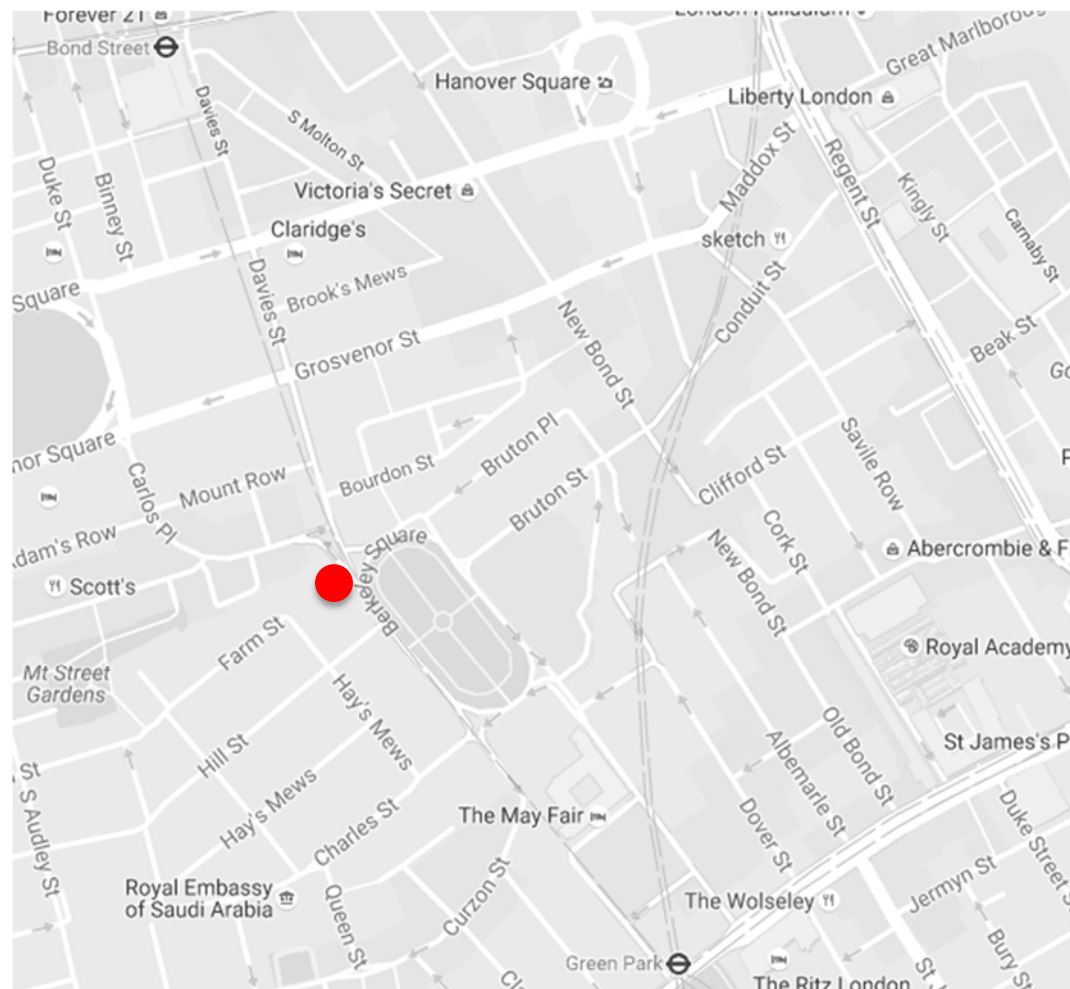 Forever 21
London Palladium
Bond Street
Great Marlborough
Hanover Square
Liberty London
Davies St
S Molton St
Maddox St
Regent St
Duke St
Binney St
Victoria's Secret
Kingly St
Carnaby St
Claridge's
sketch
Square
Davies St
Brook's Mews
Conduit St
New Bond St
Grosvenor St
Beak St
Go
nor Square
Carlos Pl
Mount Row
Bourdon St
Bruton Pl
Bruton St
Clifford St
Savile Row
Cork St
Adam's Row
Berkeley Square
New Bond St
Abercrombie & F
Scott's
Farm St
Royal Academy
Mt Street
Gardens
Hay's Mews
Hill St
Old Bond St
St James's P
St
S Audley St
Hay's Mews
Charles St
The May Fair
Albemarle St
Dover St
Duke Street S
Royal Embassy
of Saudi Arabia
Queen St
Curzon St
The Wolseley
Jermyn St
Bury St
Green Park
The Ritz London
St J